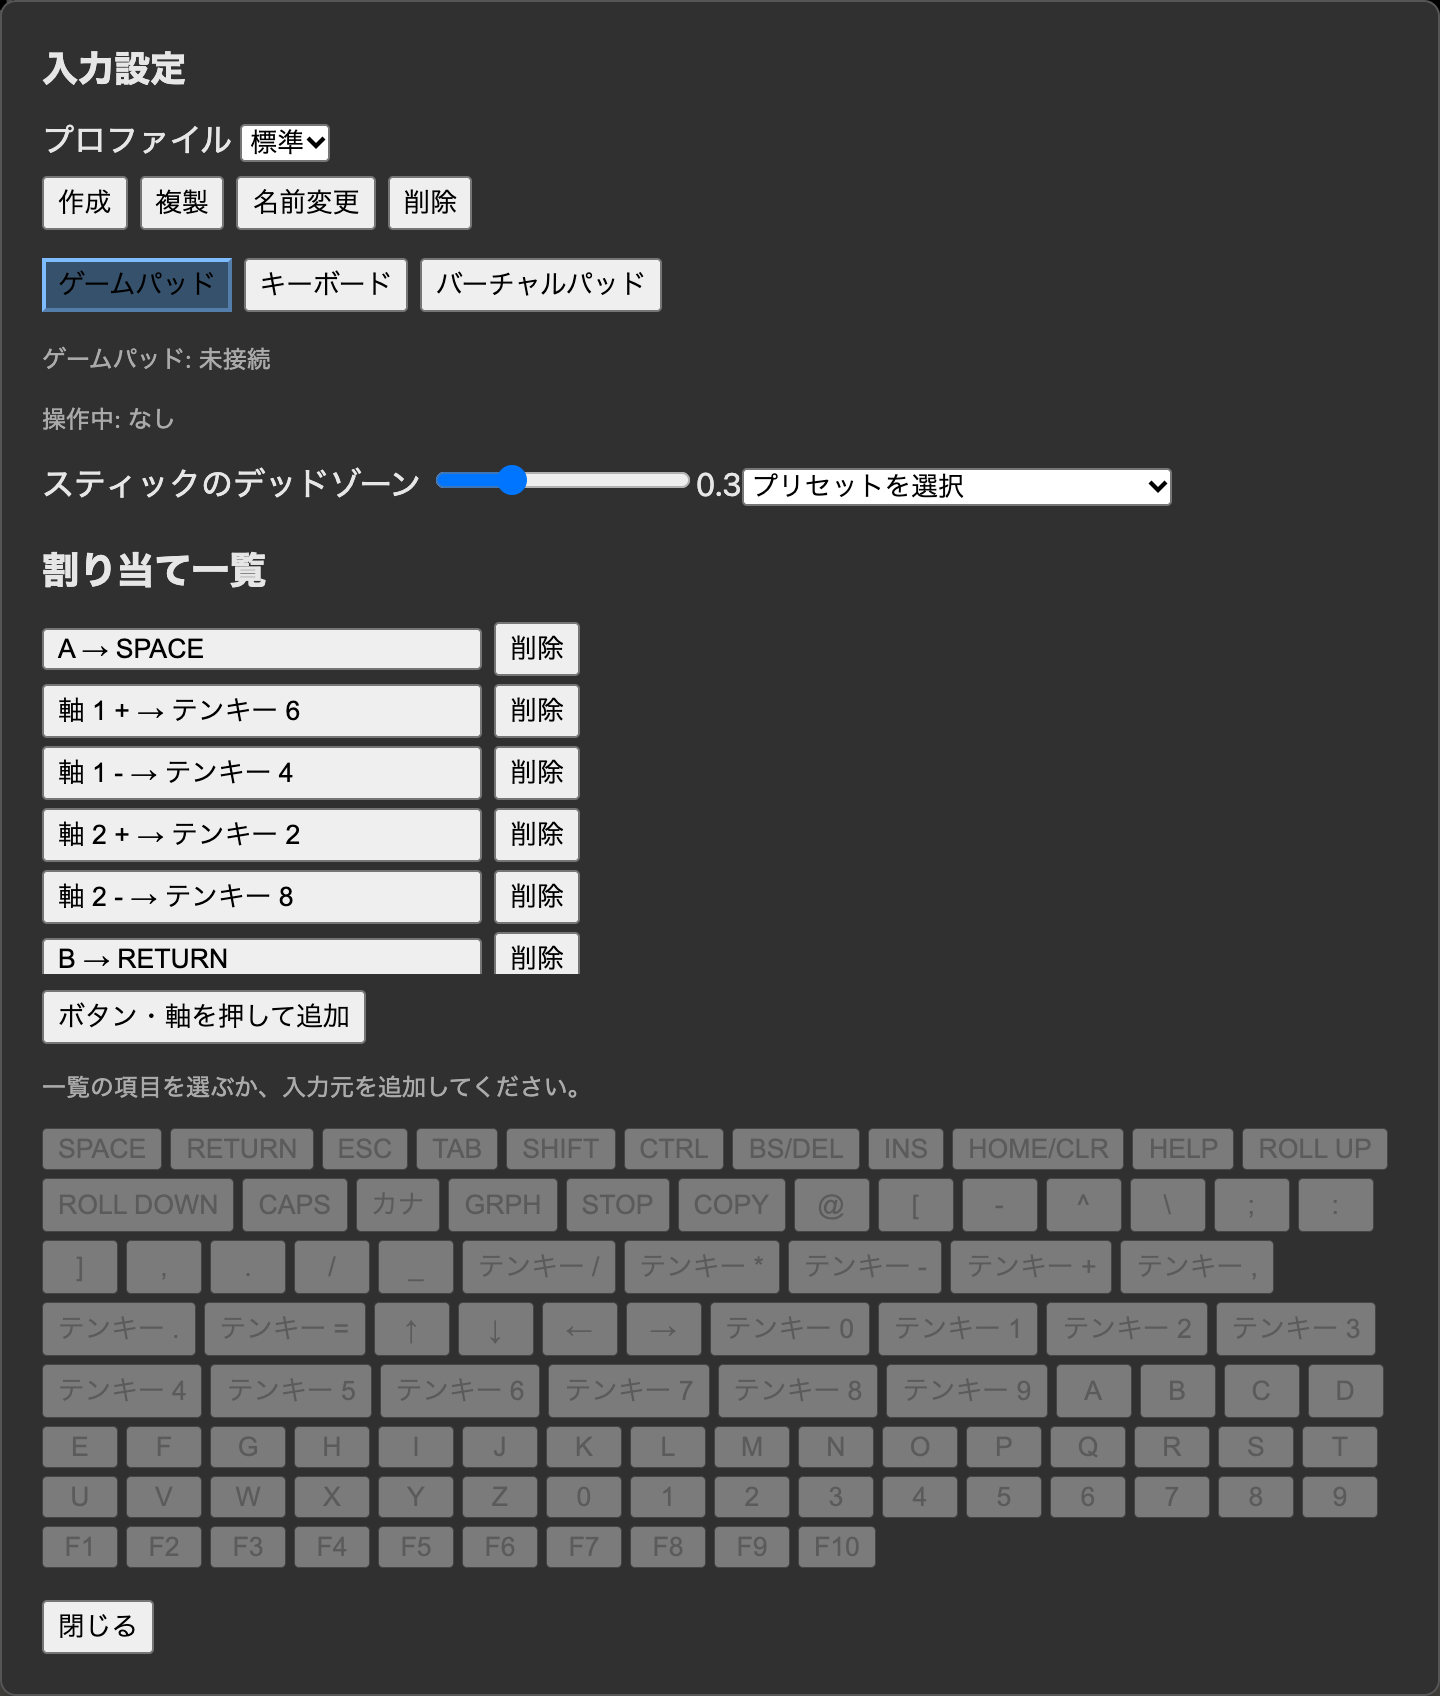 入力設定
プロファイル 標準
作成 複製 名前変更 削除
ゲームパッド キーボード バーチャルパッド
ゲームパッド: 未接続
操作中: なし
スティックのデッドゾーン 0.3 プリセットを選択
割り当て一覧
A → SPACE 削除
軸 1 + → テンキー 6 削除
軸 1 - → テンキー 4 削除
軸 2 + → テンキー 2 削除
軸 2 - → テンキー 8 削除
B → RETURN 削除
ボタン・軸を押して追加
一覧の項目を選ぶか、入力元を追加してください。
SPACE RETURN ESC TAB SHIFT CTRL BS/DEL INS HOME/CLR HELP ROLL UP
ROLL DOWN CAPS カナ GRPH STOP COPY @ [ - ^ \ ; :
] , . / _ テンキー / テンキー * テンキー - テンキー + テンキー ,
テンキー . テンキー = ↑ ↓ ← → テンキー 0 テンキー 1 テンキー 2 テンキー 3
テンキー 4 テンキー 5 テンキー 6 テンキー 7 テンキー 8 テンキー 9 A B C D
E F G H I J K L M N O P Q R S T
U V W X Y Z 0 1 2 3 4 5 6 7 8 9
F1 F2 F3 F4 F5 F6 F7 F8 F9 F10
閉じる